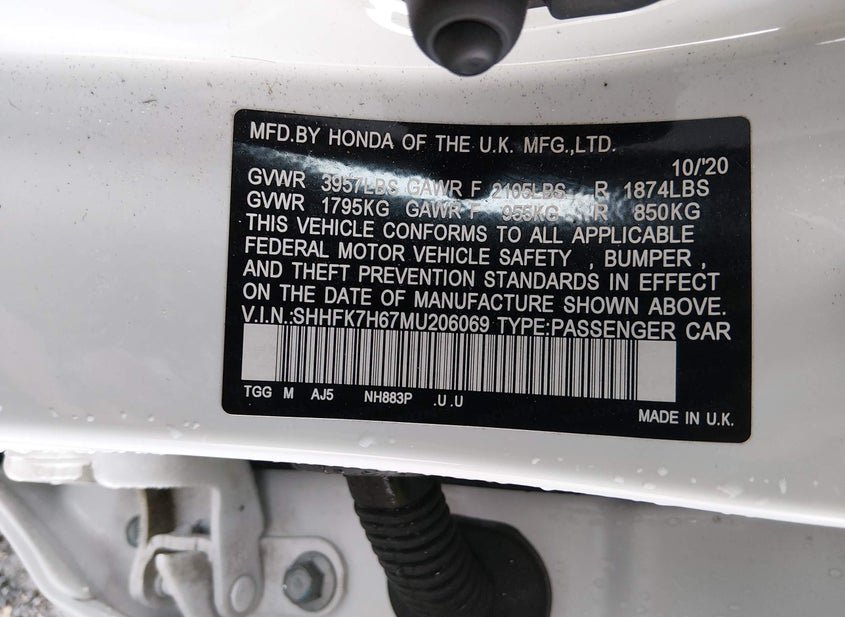 MFD.BY HONDA OF THE U.K. MFG.,LTD.
10/'20
GVWR 3957LBS GAWR F 2105LBS R 1874LBS
GVWR 1795KG GAWR F 955KG R 850KG
THIS VEHICLE CONFORMS TO ALL APPLICABLE
FEDERAL MOTOR VEHICLE SAFETY , BUMPER ,
AND THEFT PREVENTION STANDARDS IN EFFECT
ON THE DATE OF MANUFACTURE SHOWN ABOVE.
V.I.N.:SHHFK7H67MU206069 TYPE:PASSENGER CAR
TGG M AJ5 NH883P .U .U
MADE IN U.K.